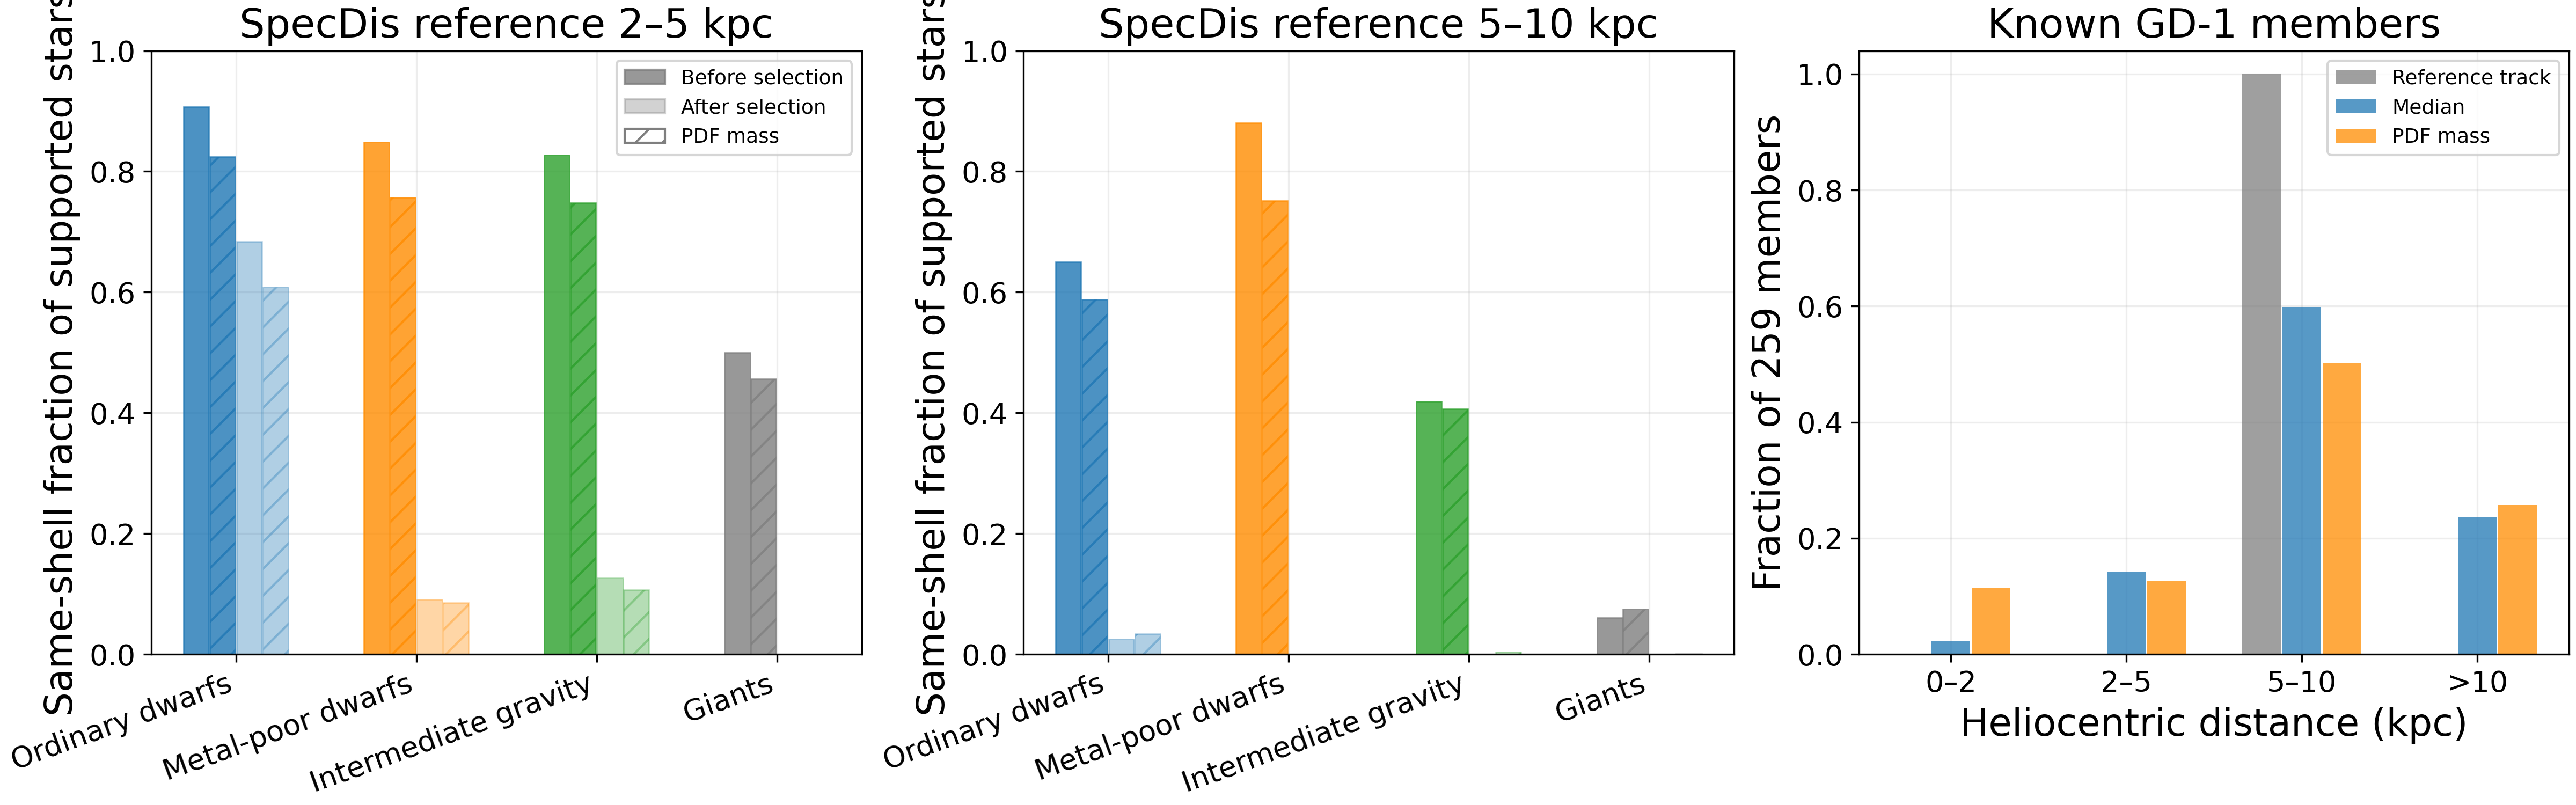 SpecDis reference 2–5 kpc
Same-shell fraction of supported stars
1.0
0.8
0.6
0.4
0.2
0.0
Before selection
After selection
PDF mass
Ordinary dwarfs
Metal-poor dwarfs
Intermediate gravity
Giants
SpecDis reference 5–10 kpc
Same-shell fraction of supported stars
1.0
0.8
0.6
0.4
0.2
0.0
Ordinary dwarfs
Metal-poor dwarfs
Intermediate gravity
Giants
Known GD-1 members
Fraction of 259 members
1.0
0.8
0.6
0.4
0.2
0.0
Reference track
Median
PDF mass
0–2
2–5
5–10
>10
Heliocentric distance (kpc)